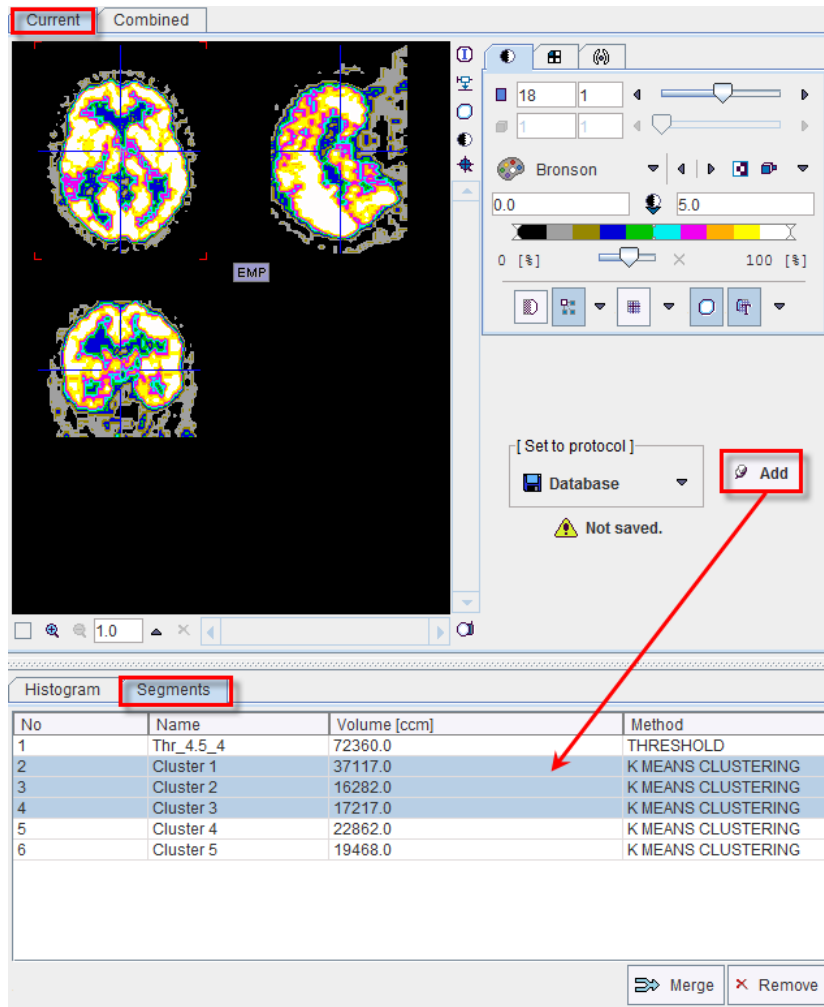 Current Combined
18 1
1 1
Bronson
0.0 5.0
0 [%] 100 [%]
EMP
[ Set to protocol ]
Database
Add
Not saved.
1.0
Histogram Segments
No Name Volume [ccm] Method
1 Thr_4.5_4 72360.0 THRESHOLD
2 Cluster 1 37117.0 K MEANS CLUSTERING
3 Cluster 2 16282.0 K MEANS CLUSTERING
4 Cluster 3 17217.0 K MEANS CLUSTERING
5 Cluster 4 22862.0 K MEANS CLUSTERING
6 Cluster 5 19468.0 K MEANS CLUSTERING
Merge Remove